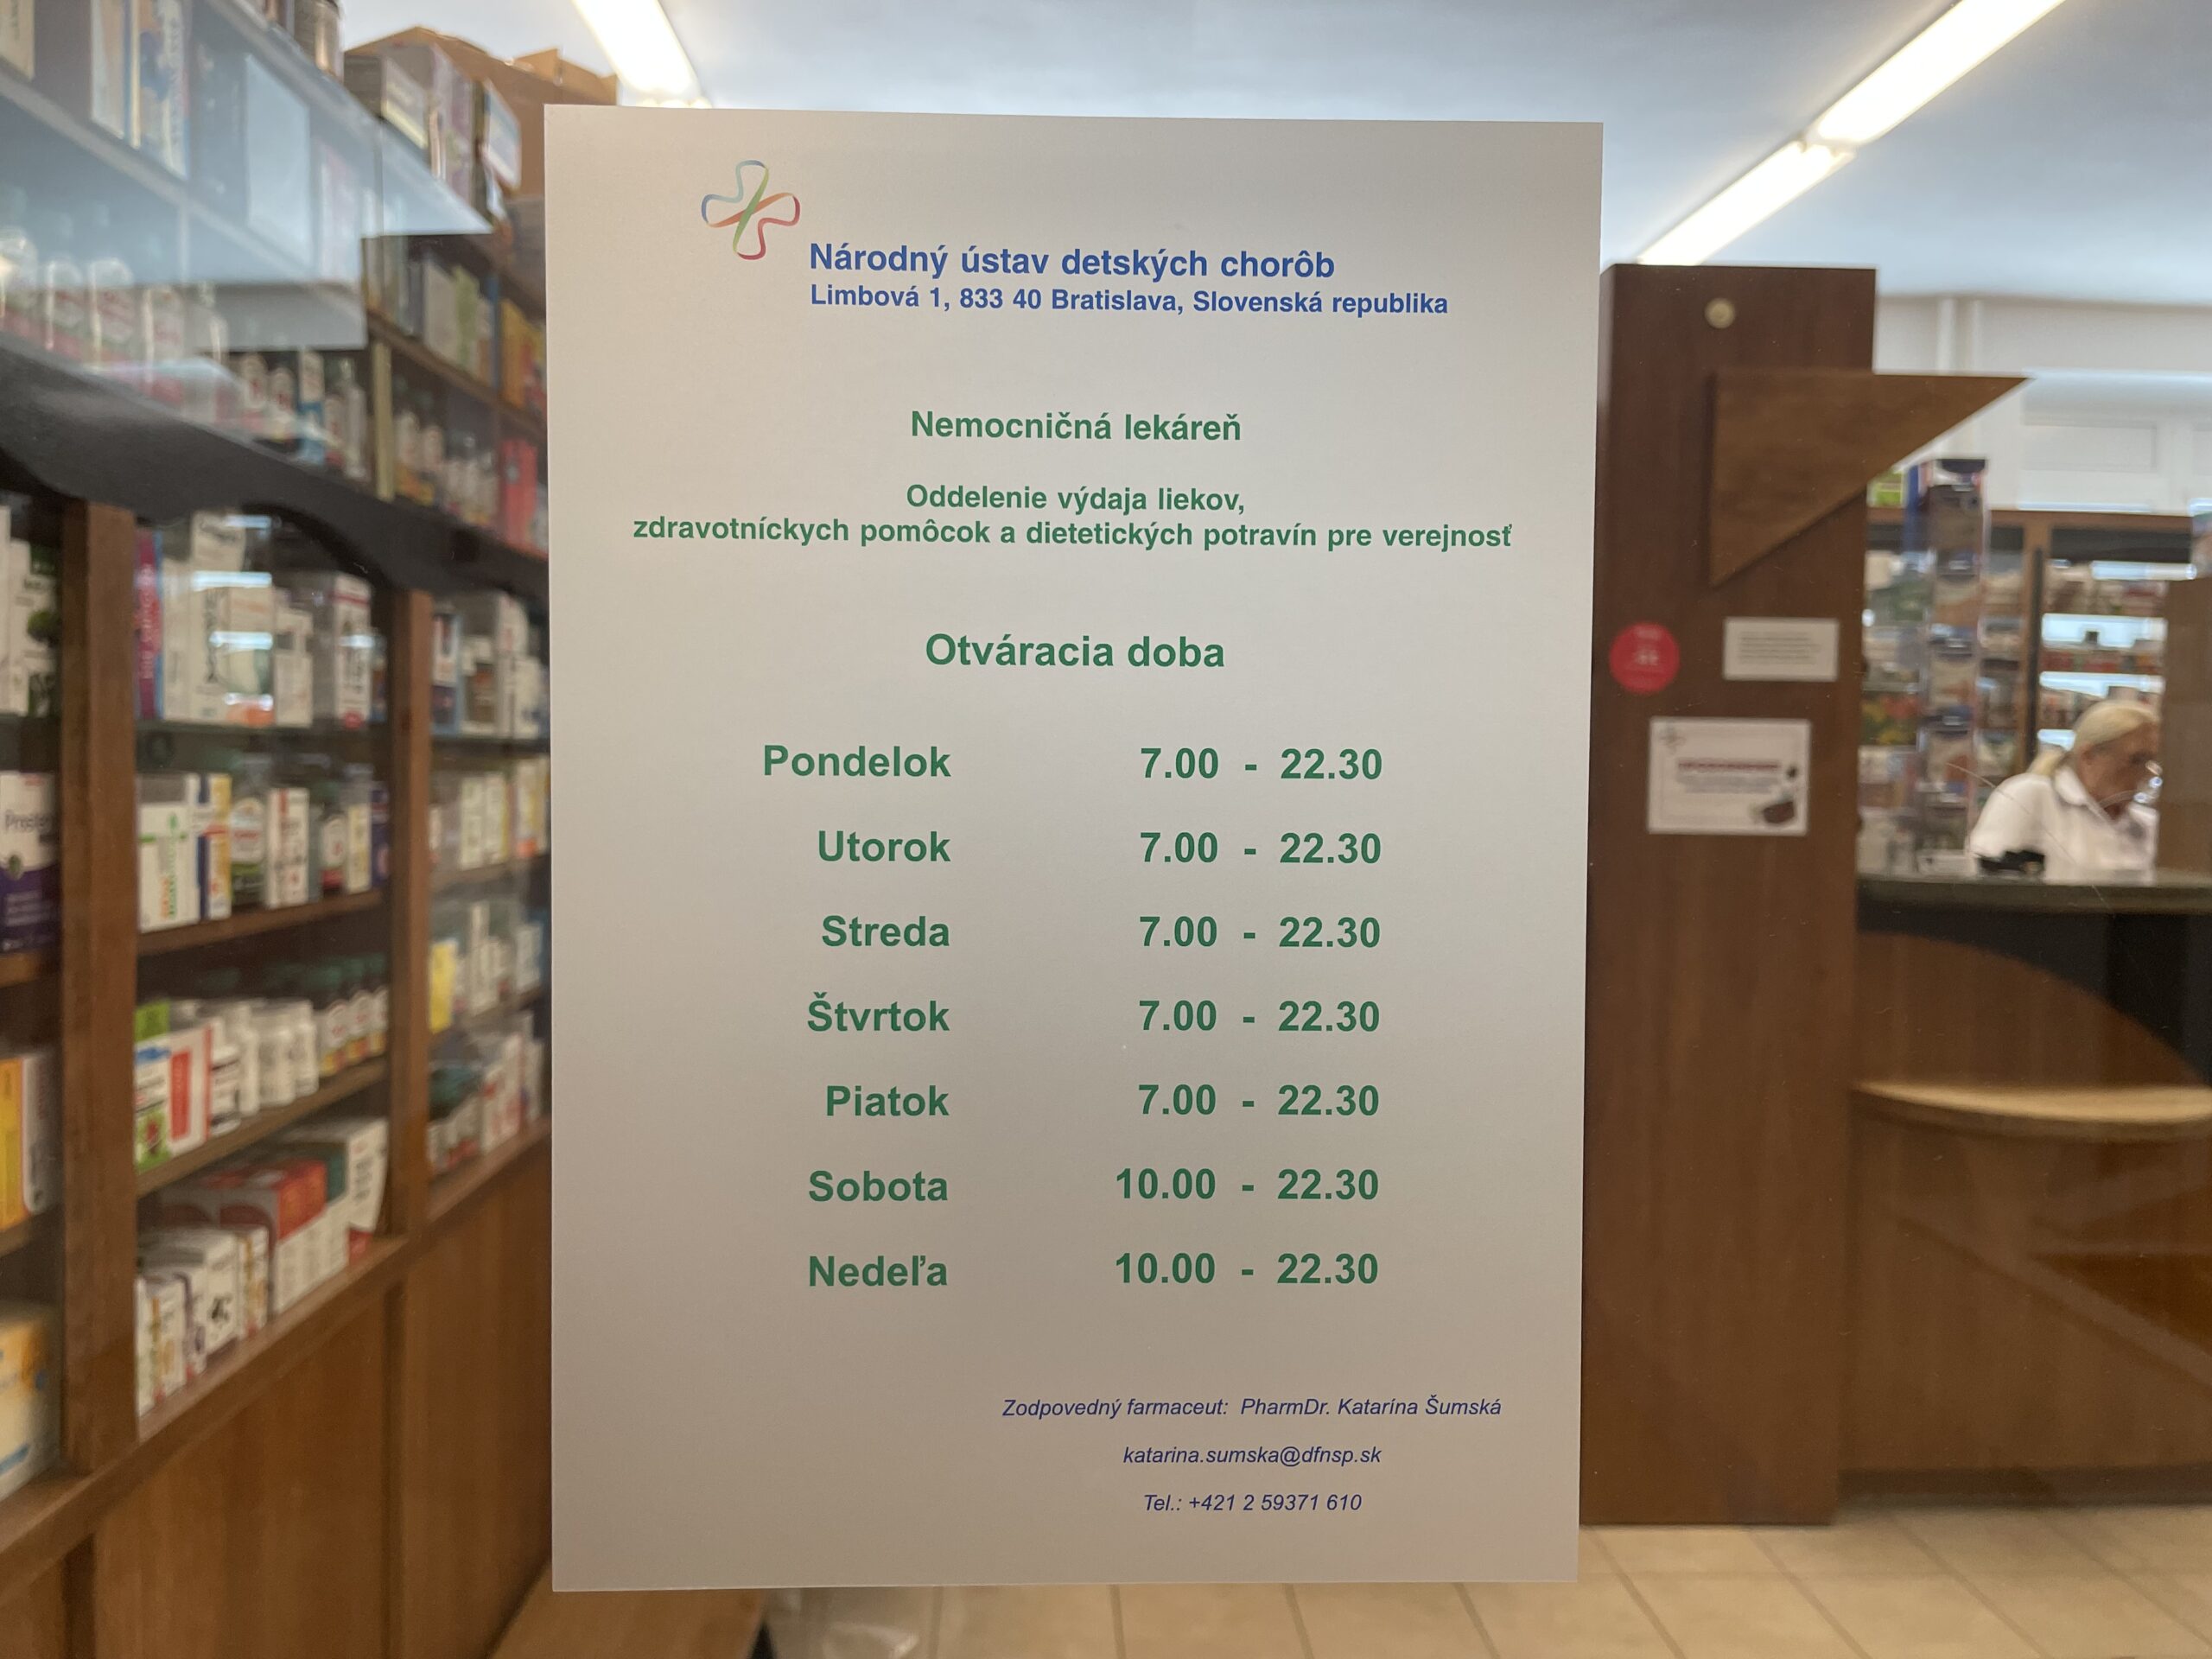 Národný ústav detských chorôb
Limbová 1, 833 40 Bratislava, Slovenská republika
Nemocničná lekáreň
Oddelenie výdaja liekov,
zdravotníckych pomôcok a dietetických potravín pre verejnosť
Otváracia doba
Pondelok 7.00 - 22.30
Utorok 7.00 - 22.30
Streda 7.00 - 22.30
Štvrtok 7.00 - 22.30
Piatok 7.00 - 22.30
Sobota 10.00 - 22.30
Nedeľa 10.00 - 22.30
Zodpovedný farmaceut: PharmDr. Katarína Šumská
katarina.sumska@dfnsp.sk
Tel.: +421 2 59371 610